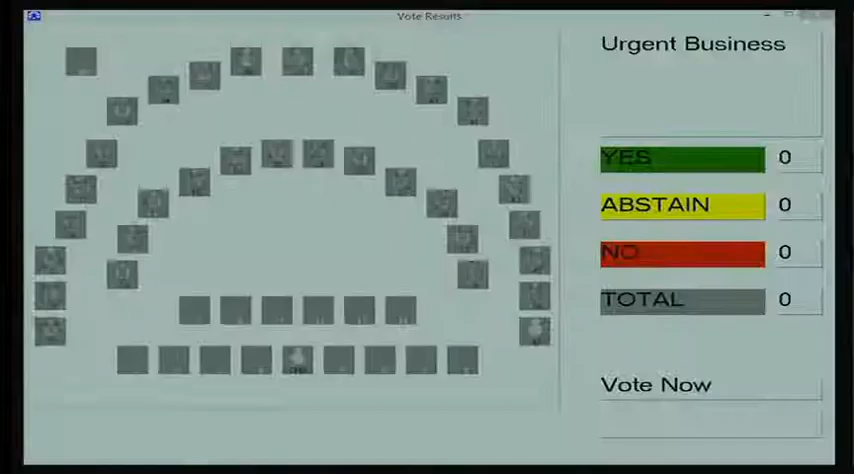 Vote Results
Urgent Business
YES 0
ABSTAIN 0
NO 0
TOTAL 0
Vote Now